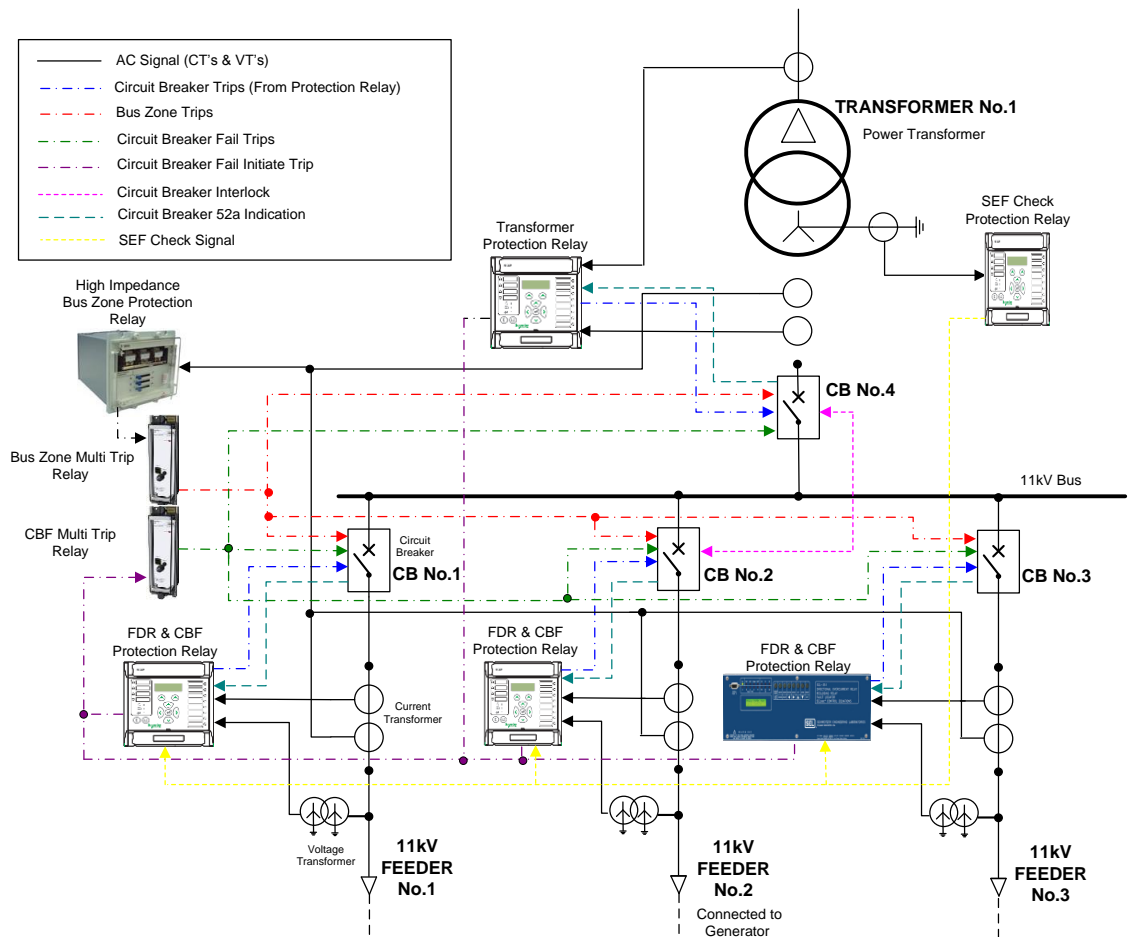 AC Signal (CT's & VT's)
Circuit Breaker Trips (From Protection Relay)
Bus Zone Trips
Circuit Breaker Fail Trips
Circuit Breaker Fail Initiate Trip
Circuit Breaker Interlock
Circuit Breaker 52a Indication
SEF Check Signal
TRANSFORMER No.1
Power Transformer
SEF Check
Protection Relay
Transformer
Protection Relay
High Impedance
Bus Zone Protection
Relay
CB No.4
Bus Zone Multi Trip
Relay
11kV Bus
CBF Multi Trip
Relay
Circuit
Breaker
CB No.1
CB No.2
CB No.3
FDR & CBF
Protection Relay
FDR & CBF
Protection Relay
FDR & CBF
Protection Relay
Current
Transformer
Voltage
Transformer
11kV
FEEDER
No.1
11kV
FEEDER
No.2
Connected to
Generator
11kV
FEEDER
No.3